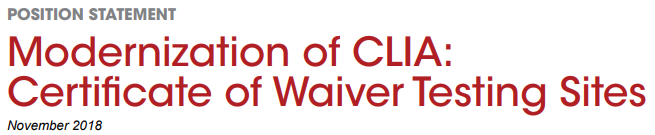 POSITION STATEMENT
Modernization of CLIA:
Certificate of Waiver Testing Sites
November 2018